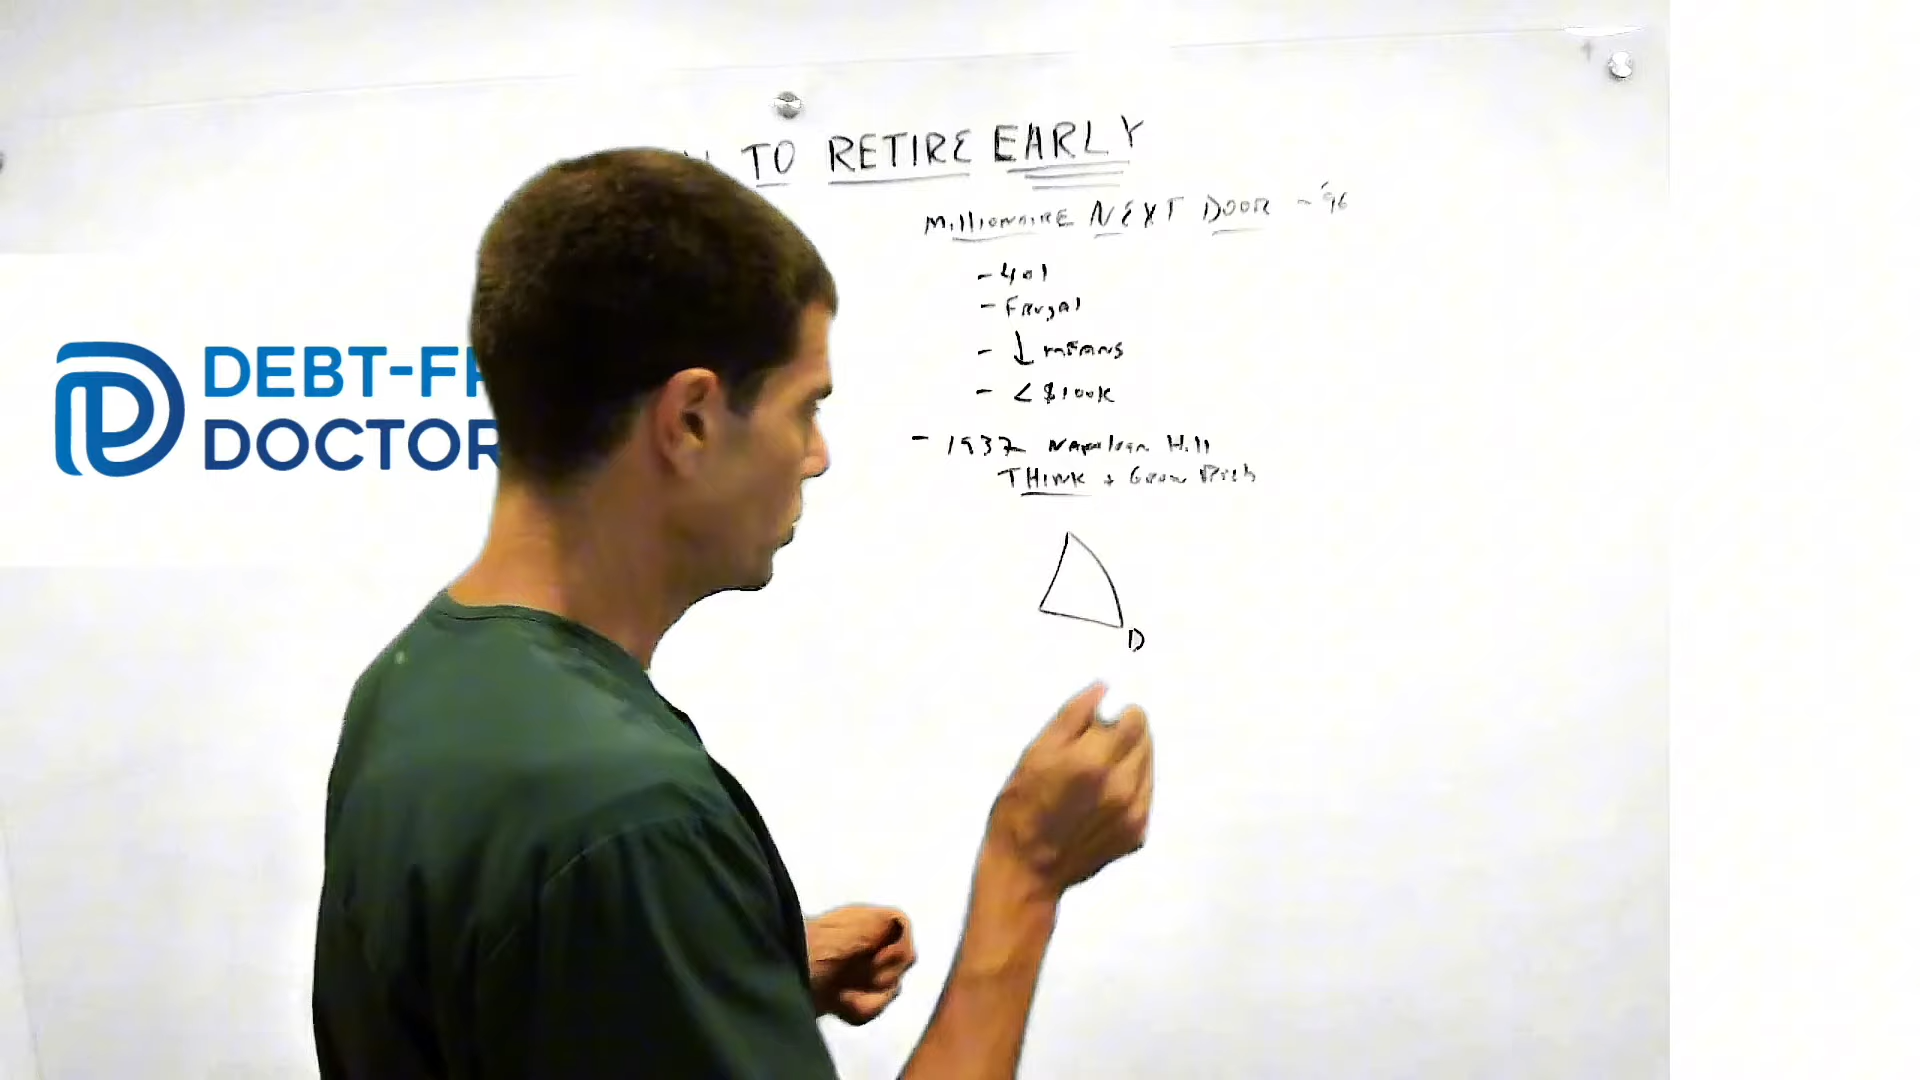 TO RETIRE EARLY
MIllIONAIRE NEXT DOOR - '96
- 401
- Frugal
- ↓ MEANS
- < $100K
- 1937 Napoleon Hill
THINK + Grow Rich
D
DEBT-FR
DOCTOR